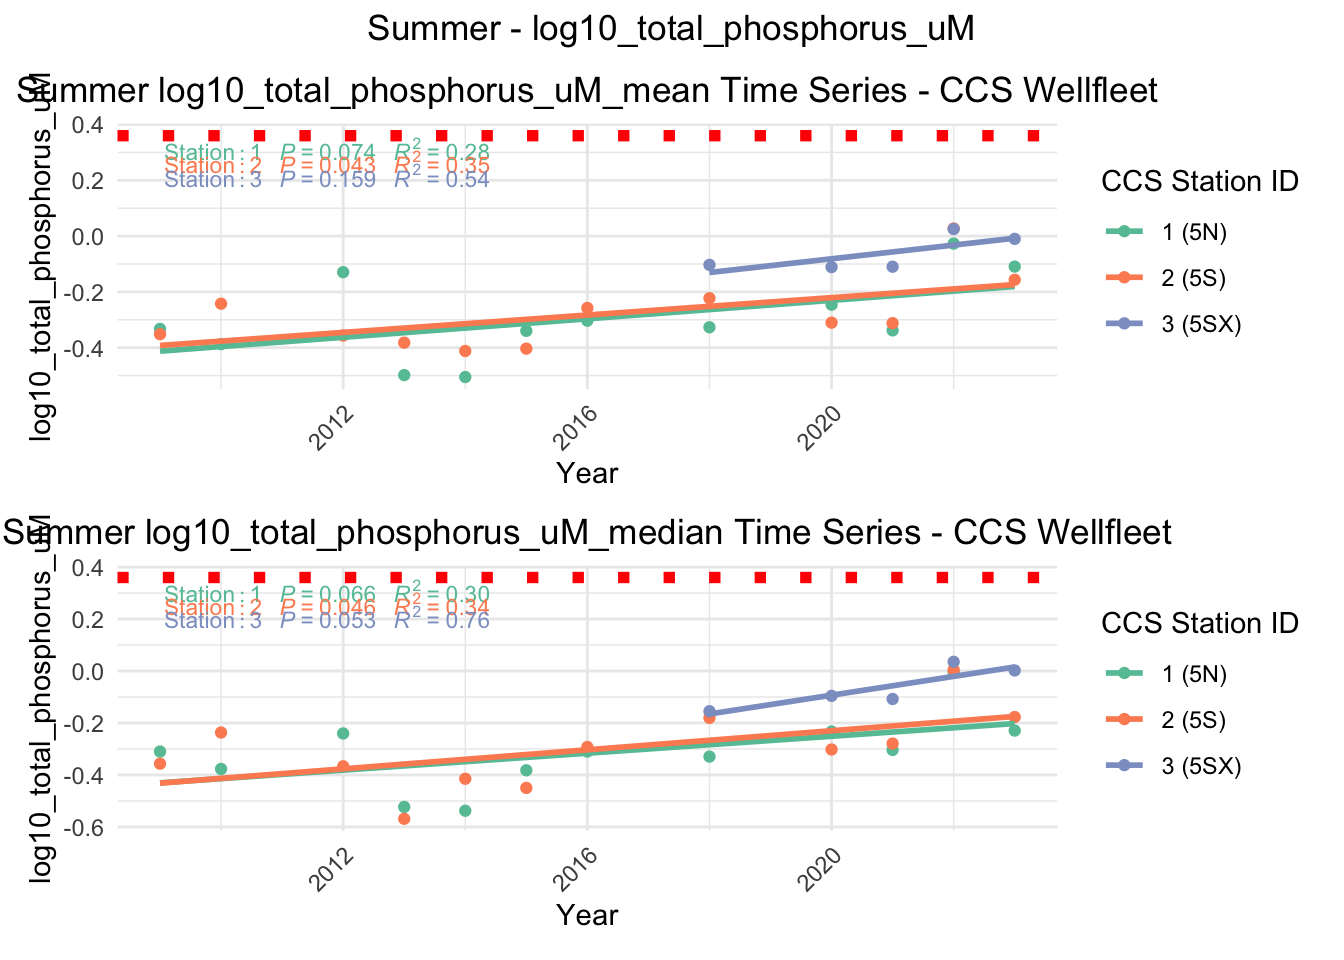 Summer - log10_total_phosphorus_uM
Summer log10_total_phosphorus_uM_mean Time Series - CCS Wellfleet
log10_total_phosphorus_uM
0.4
0.2
0.0
-0.2
-0.4
Station: 1 P = 0.074 R² = 0.28
Station: 2 P = 0.043 R² = 0.35
Station: 3 P = 0.159 R² = 0.54
2012
2016
2020
Year
CCS Station ID
1 (5N)
2 (5S)
3 (5SX)
Summer log10_total_phosphorus_uM_median Time Series - CCS Wellfleet
log10_total_phosphorus_uM
0.4
0.2
0.0
-0.2
-0.4
-0.6
Station: 1 P = 0.066 R² = 0.30
Station: 2 P = 0.046 R² = 0.34
Station: 3 P = 0.053 R² = 0.76
2012
2016
2020
Year
CCS Station ID
1 (5N)
2 (5S)
3 (5SX)